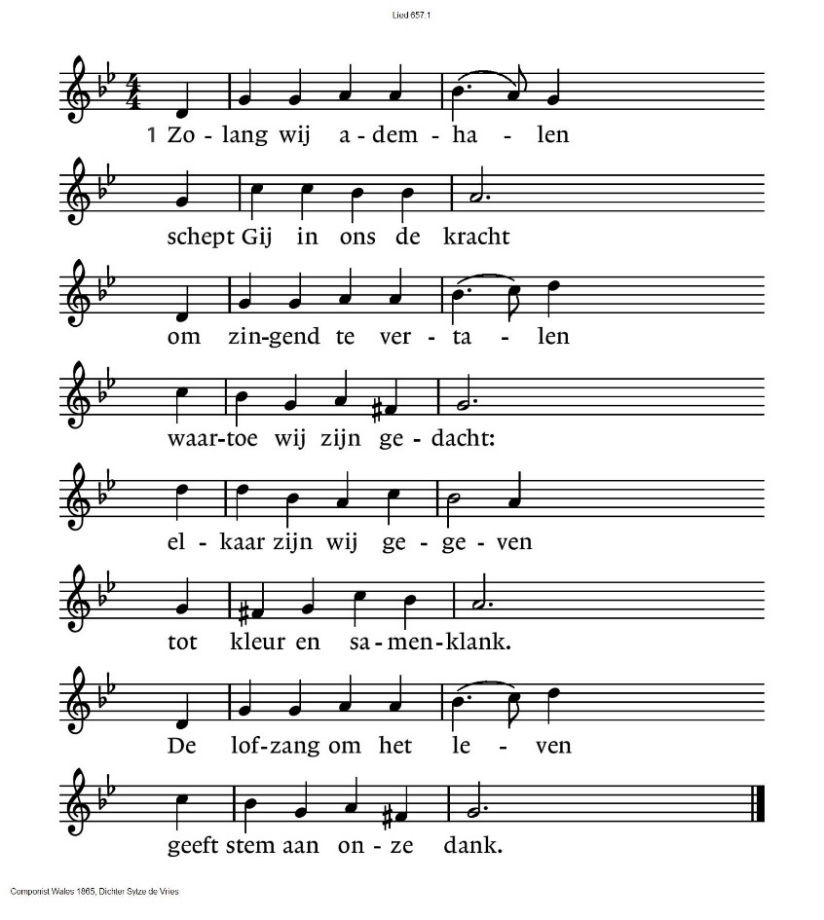 Lied 657:1
1 Zo - lang wij a - dem - ha - len
schept Gij in ons de kracht
om zin-gend te ver - ta - len
waar-toe wij zijn ge - dacht:
el - kaar zijn wij ge - ge - ven
tot kleur en sa - men-klank.
De lof-zang om het le - ven
geeft stem aan on - ze dank.
Componist Wales 1865, Dichter Sytze de Vries